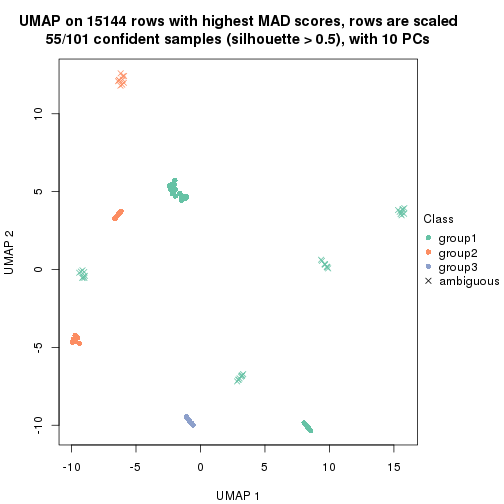 UMAP on 15144 rows with highest MAD scores, rows are scaled
55/101 confident samples (silhouette > 0.5), with 10 PCs
10
5
0
-5
-10
UMAP 2
-10
-5
0
5
10
15
UMAP 1
Class
group1
group2
group3
ambiguous